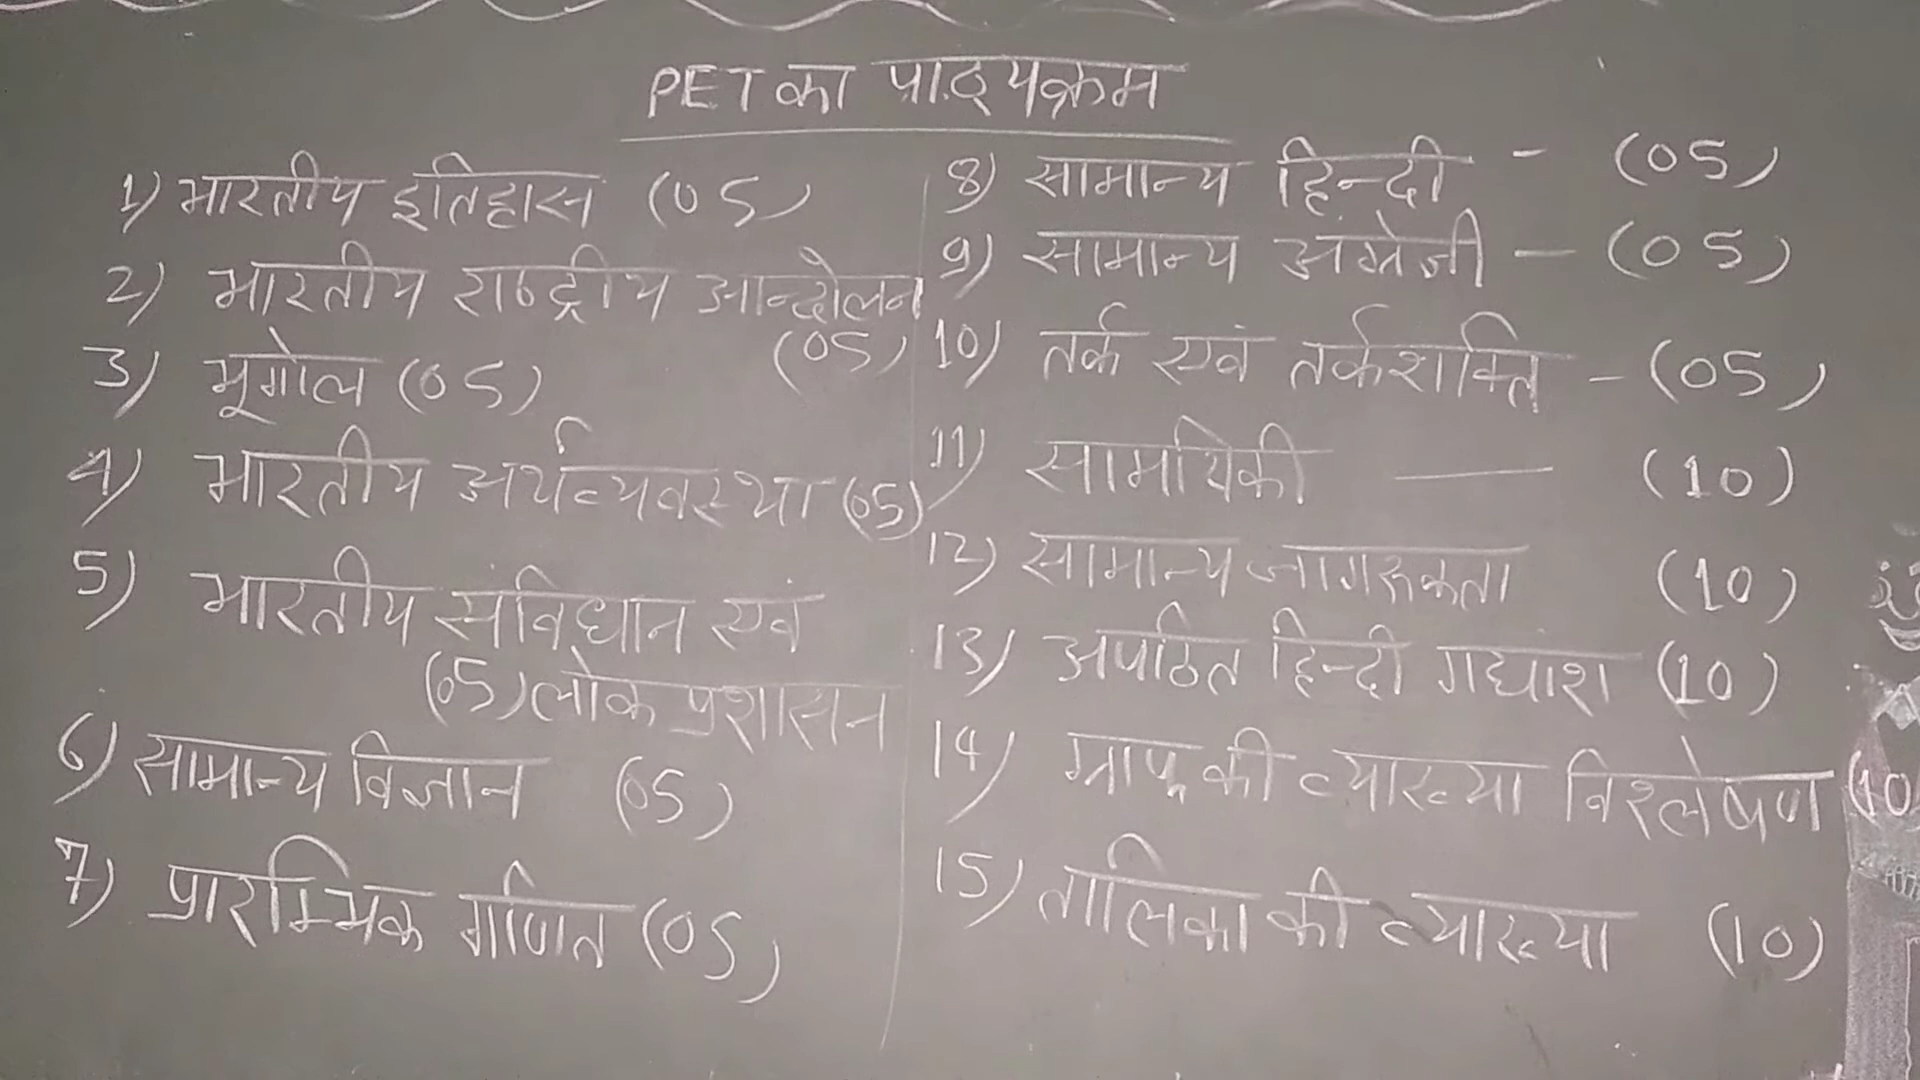 PET का पाठ्यक्रम
1) भारतीय इतिहास (05)
2) भारतीय राष्ट्रीय आन्दोलन
(05)
3) भूगोल (05)
4) भारतीय अर्थव्यवस्था (05)
5) भारतीय संविधान एवं
(05) लोक प्रशासन
6) सामान्य विज्ञान (05)
7) प्रारम्भिक गणित (05)
8) सामान्य हिन्दी - (05)
9) सामान्य अंग्रेजी - (05)
10) तर्क एवं तर्कशक्ति - (05)
11) सामयिकी — (10)
12) सामान्य जागरूकता (10)
13) अपठित हिन्दी गद्यांश (10)
14) ग्राफ की व्याख्या विश्लेषण (10)
15) तालिका की व्याख्या (10)